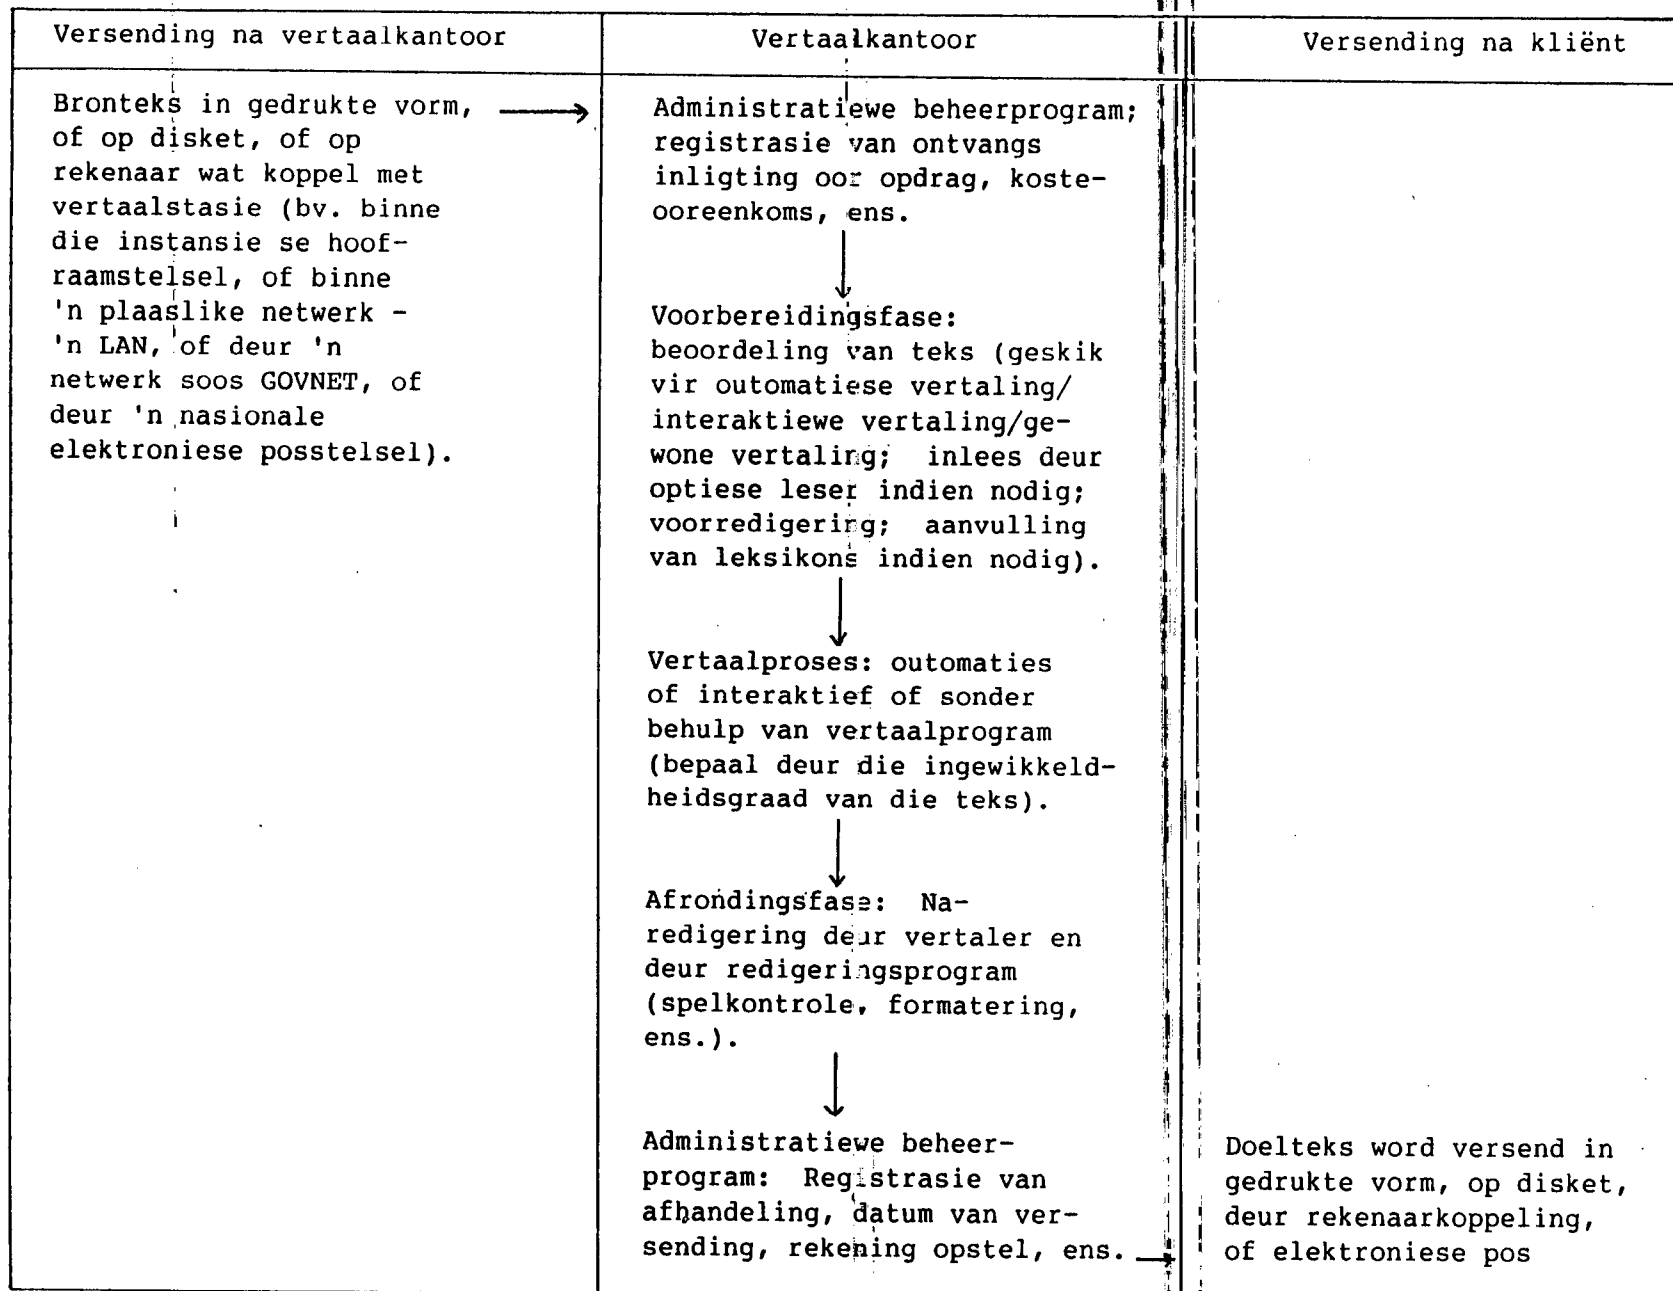 Versending na vertaalkantoor
Vertaalkantoor
Versending na kliënt
Bronteks in gedrukte vorm,
of op disket, of op
rekenaar wat koppel met
vertaalstasie (bv. binne
die instansie se hoof-
raamstelsel, of binne
'n plaaslike netwerk -
'n LAN, of deur 'n
netwerk soos GOVNET, of
deur 'n nasionale
elektroniese posstelsel).
Administratiewe beheerprogram;
registrasie van ontvangs
inligting oor opdrag, koste-
ooreenkoms, ens.
Voorbereidingsfase:
beoordeling van teks (geskik
vir outomatiese vertaling/
interaktiewe vertaling/ge-
wone vertaling; inlees deur
optiese leser indien nodig;
voorredigering; aanvulling
van leksikons indien nodig).
Vertaalproses: outomaties
of interaktief of sonder
behulp van vertaalprogram
(bepaal deur die ingewikkeld-
heidsgraad van die teks).
Afrondingsfase: Na-
redigering deur vertaler en
deur redigeringsprogram
(spelkontrole, formatering,
ens.).
Administratiewe beheer-
program: Registrasie van
afhandeling, datum van ver-
sending, rekening opstel, ens.
Doelteks word versend in
gedrukte vorm, op disket,
deur rekenaarkoppeling,
of elektroniese pos